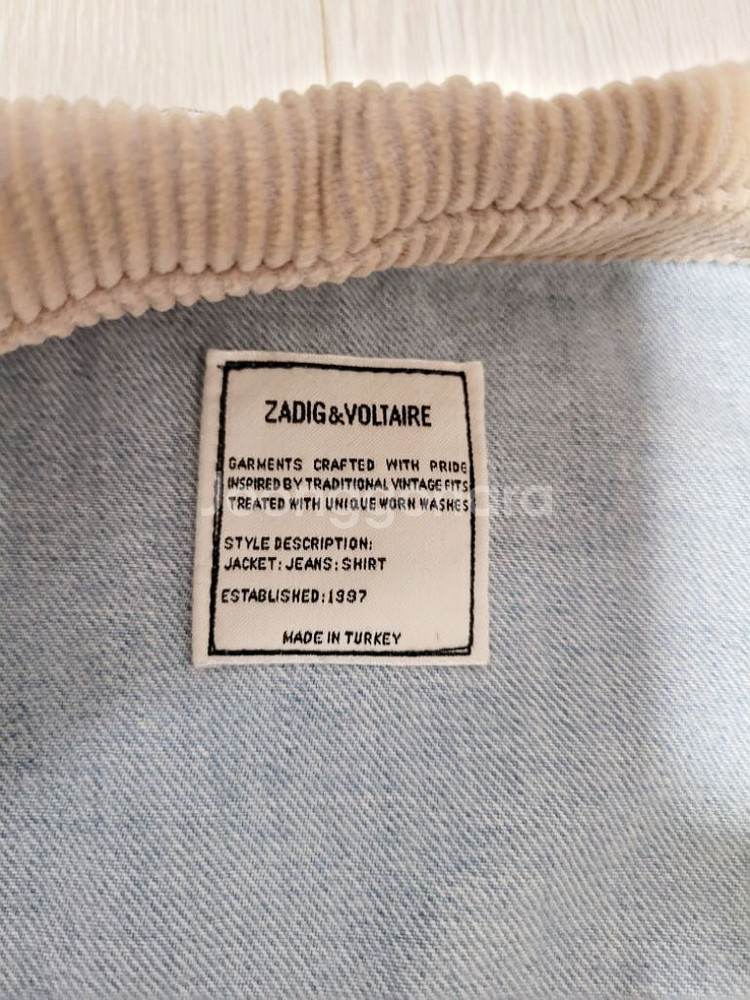 ZADIG&VOLTAIRE
GARMENTS CRAFTED WITH PRIDE
INSPIRED BY TRADITIONAL VINTAGE FITS
TREATED WITH UNIQUE WORN WASHES
STYLE DESCRIPTION:
JACKET: JEANS: SHIRT
ESTABLISHED:1997
MADE IN TURKEY